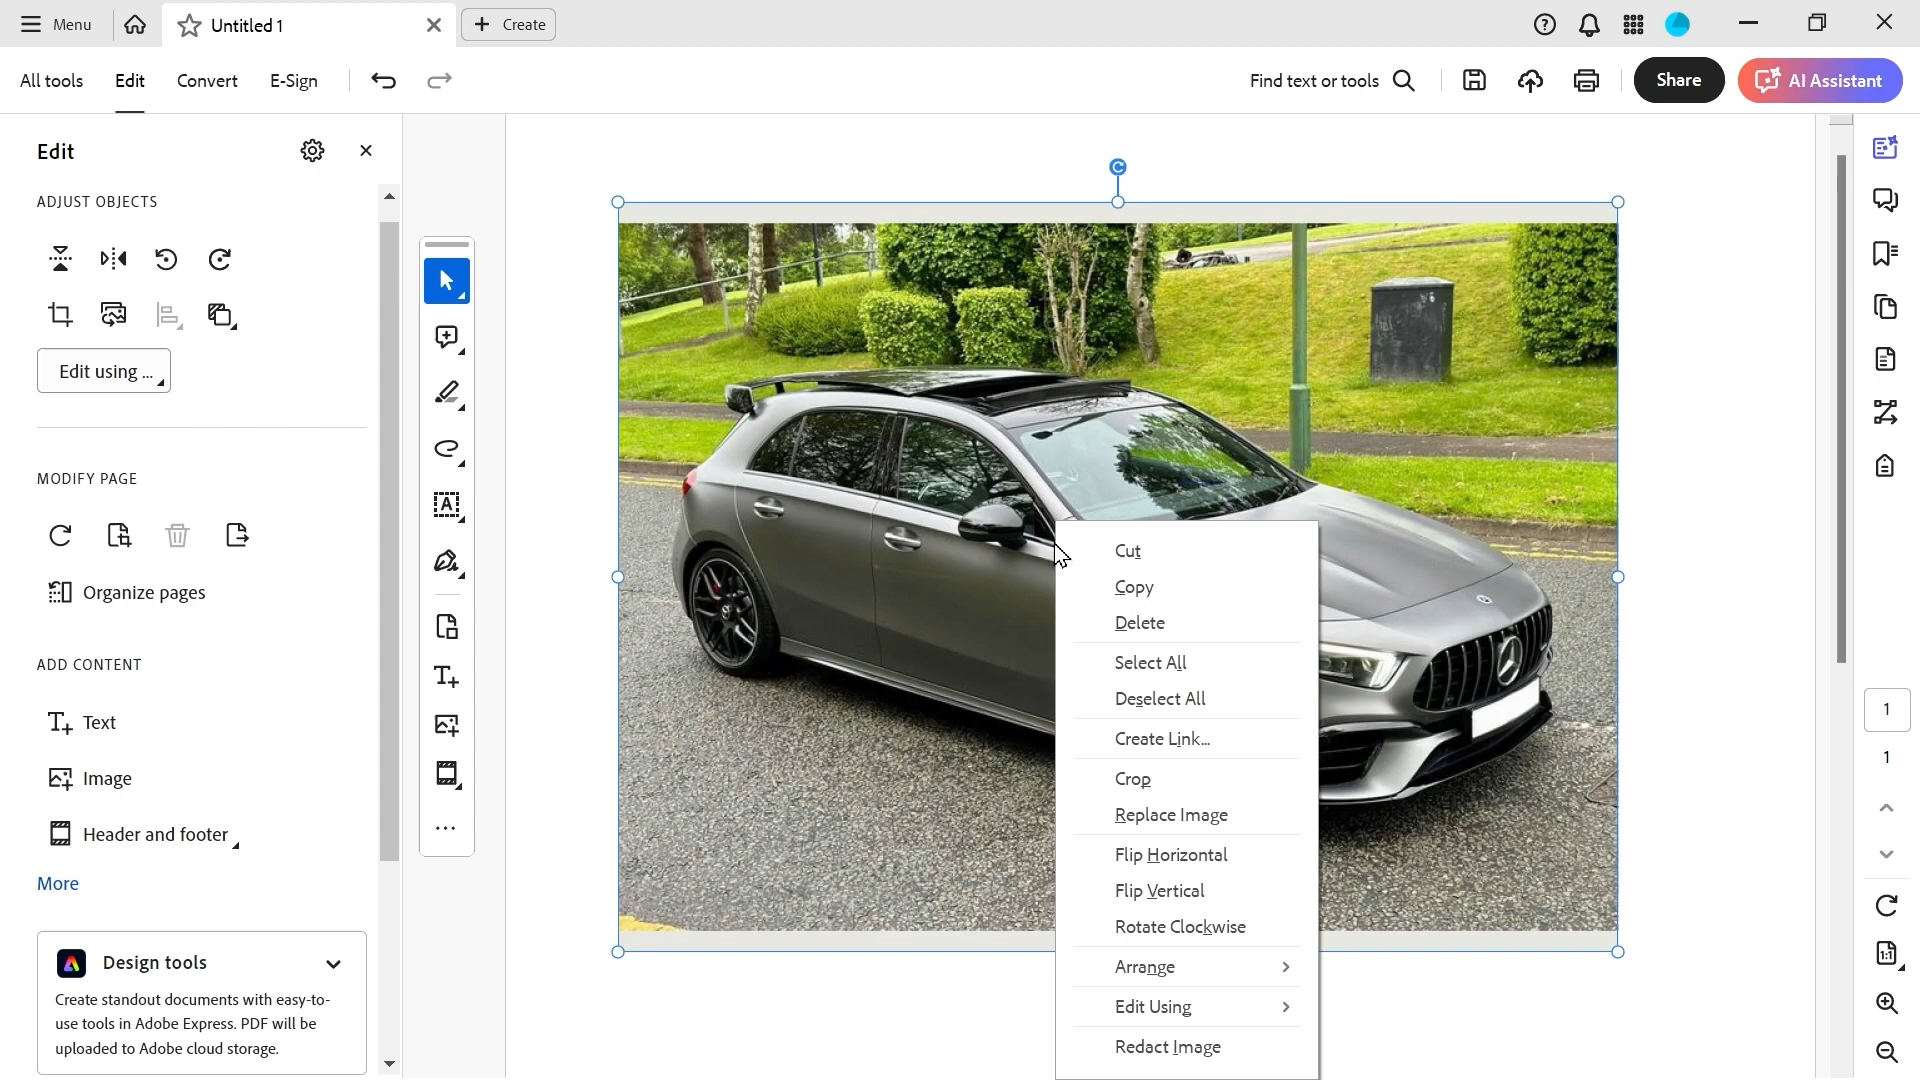 Menu
Untitled 1
Create
All tools
Edit
Convert
E-Sign
Find text or tools
Share
AI Assistant
Edit
ADJUST OBJECTS
Edit using ...
MODIFY PAGE
Organize pages
ADD CONTENT
Text
Image
Header and footer
More
Design tools
Create standout documents with easy-to-
use tools in Adobe Express. PDF will be
uploaded to Adobe cloud storage.
Cut
Copy
Delete
Select All
Deselect All
Create Link...
Crop
Replace Image
Flip Horizontal
Flip Vertical
Rotate Clockwise
Arrange
Edit Using
Redact Image
1
1
1:1